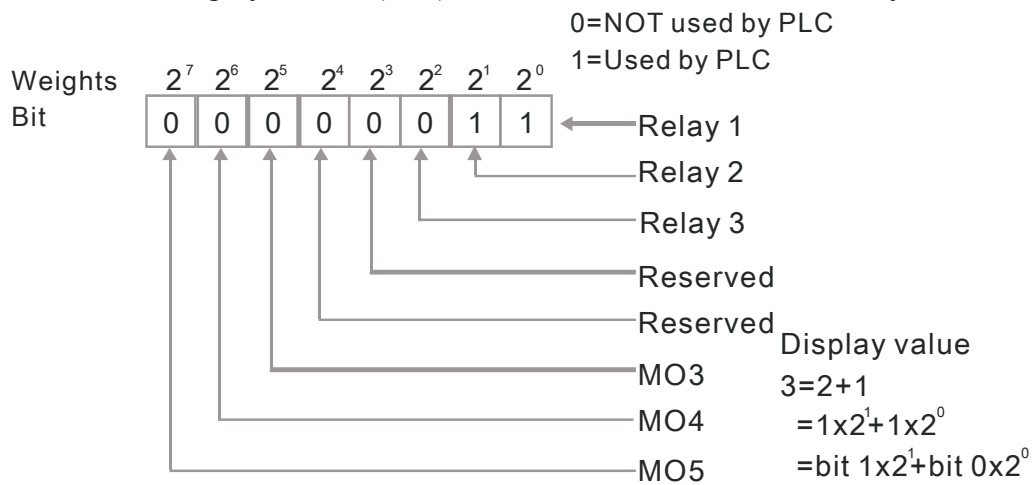 0=NOT used by PLC
1=Used by PLC
Weights 2⁷ 2⁶ 2⁵ 2⁴ 2³ 2² 2¹ 2⁰
Bit 0 0 0 0 0 0 1 1
Relay 1
Relay 2
Relay 3
Reserved
Reserved
MO3
MO4
MO5
Display value
3=2+1
=1x2¹+1x2⁰
=bit 1x2¹+bit 0x2⁰